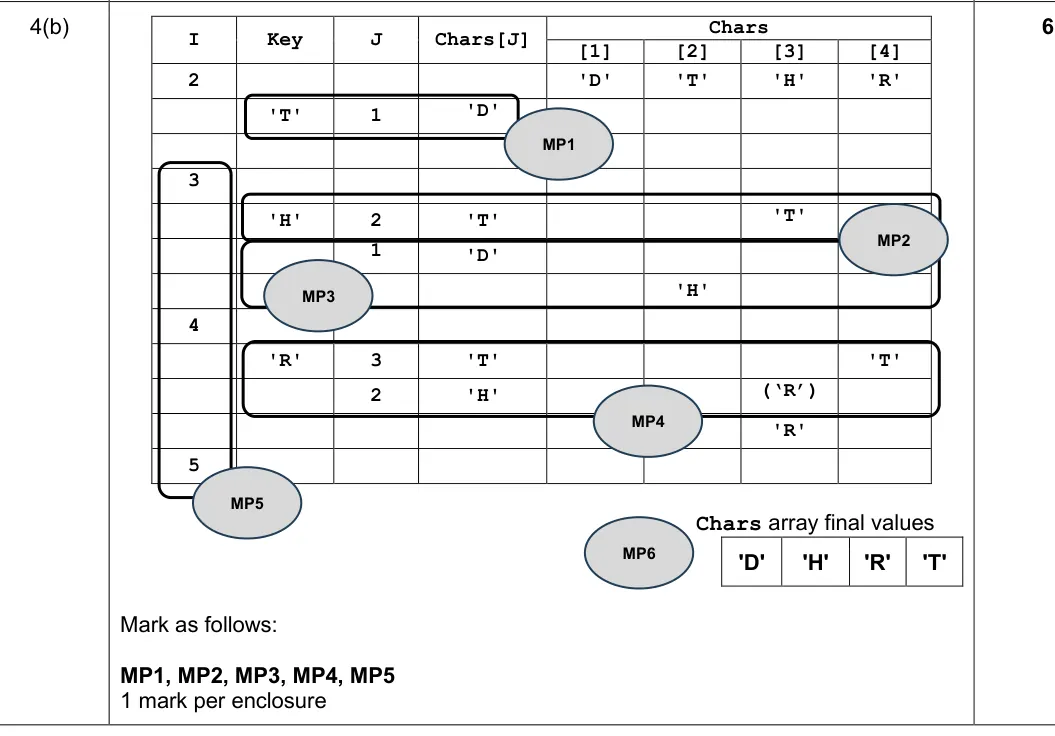 4(b)
6
I Key J Chars[J] Chars
[1] [2] [3] [4]
2 'D' 'T' 'H' 'R'
'T' 1 'D'
MP1
3
'H' 2 'T' 'T'
MP2
1 'D'
MP3
'H'
4
'R' 3 'T' 'T'
2 'H' (‘R’)
MP4
'R'
5
MP5
Chars array final values
MP6
'D' 'H' 'R' 'T'
Mark as follows:
MP1, MP2, MP3, MP4, MP5
1 mark per enclosure